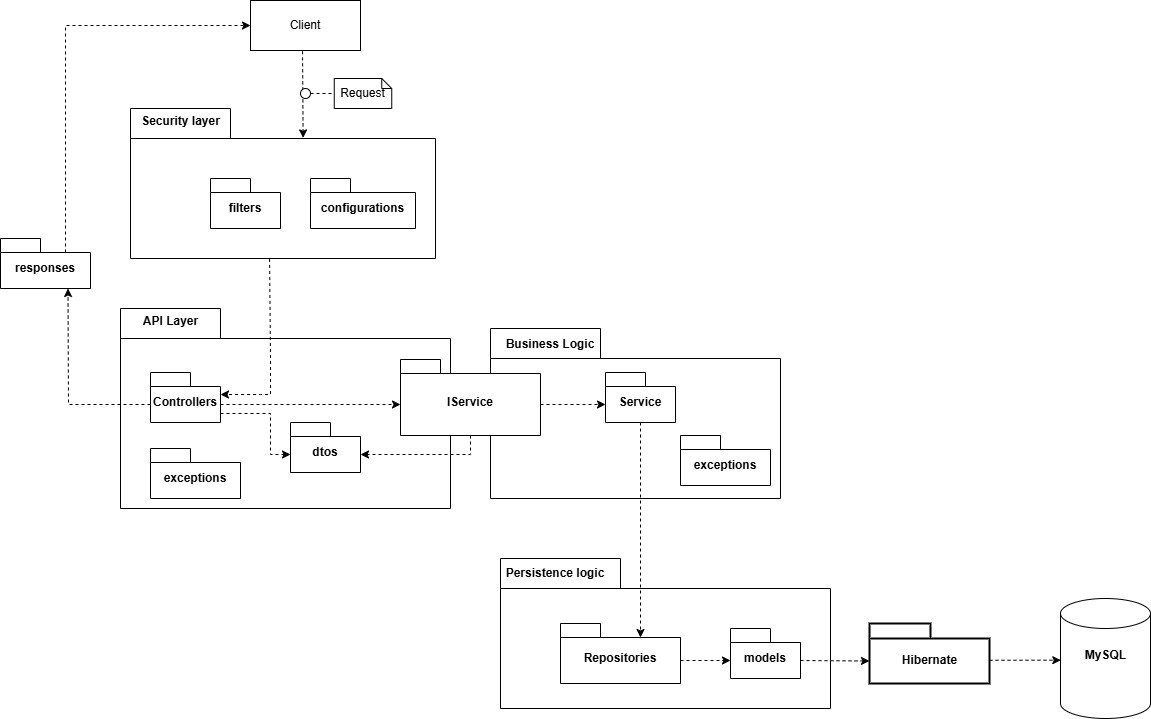 Client
Request
Security layer
filters
configurations
responses
API Layer
Business Logic
Controllers
IService
Service
dtos
exceptions
exceptions
Persistence logic
Repositories
models
Hibernate
MySQL